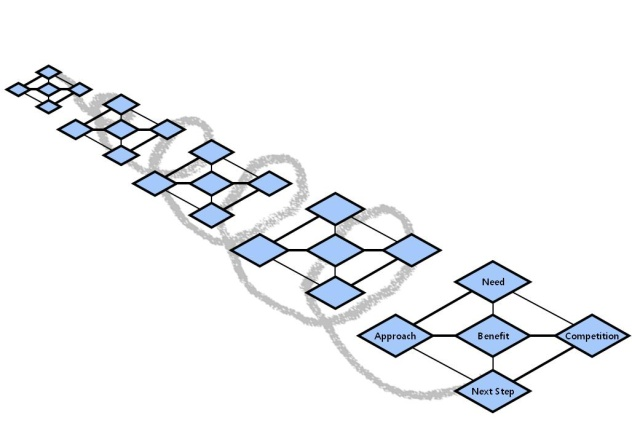 Need
Approach
Benefit
Competition
Next Step